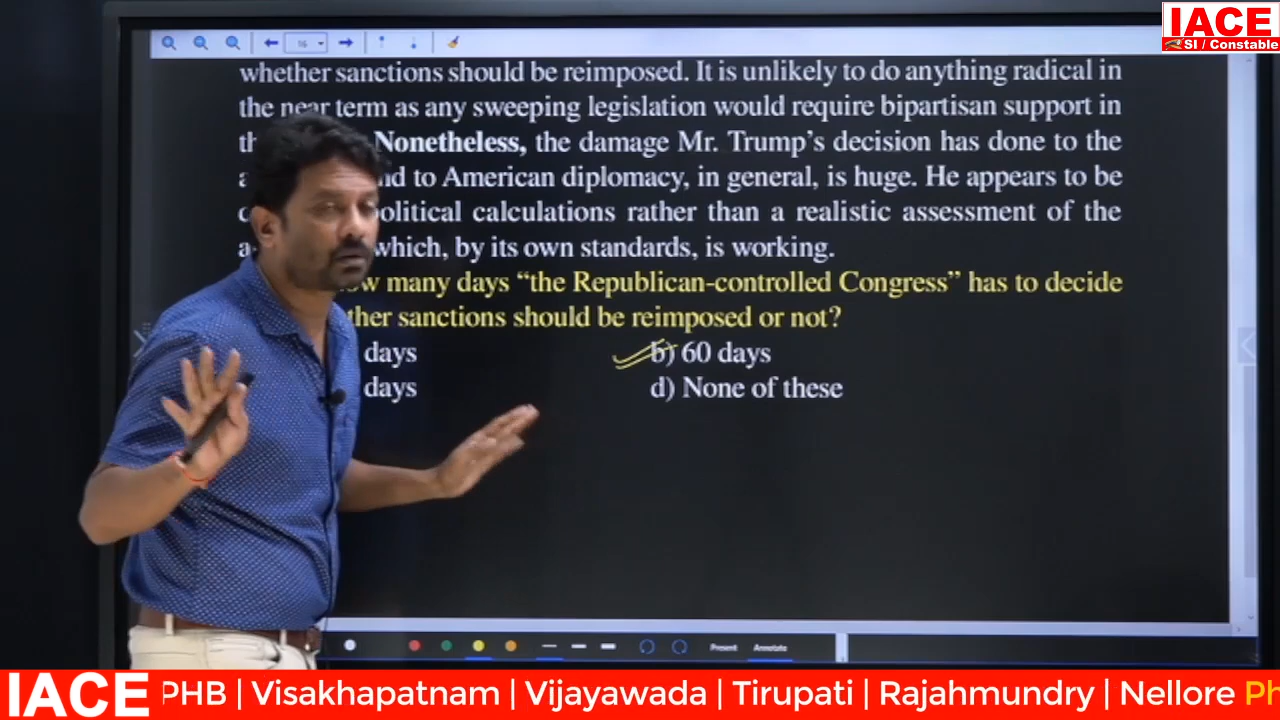 IACE
SI / Constable
16
whether sanctions should be reimposed. It is unlikely to do anything radical in
the near term as any sweeping legislation would require bipartisan support in
Nonetheless, the damage Mr. Trump's decision has done to the
to American diplomacy, in general, is huge. He appears to be
political calculations rather than a realistic assessment of the
which, by its own standards, is working.
many days “the Republican-controlled Congress” has to decide
sanctions should be reimposed or not?
days b) 60 days
days d) None of these
Present Annotate
IACE PHB | Visakhapatnam | Vijayawada | Tirupati | Rajahmundry | Nellore Ph